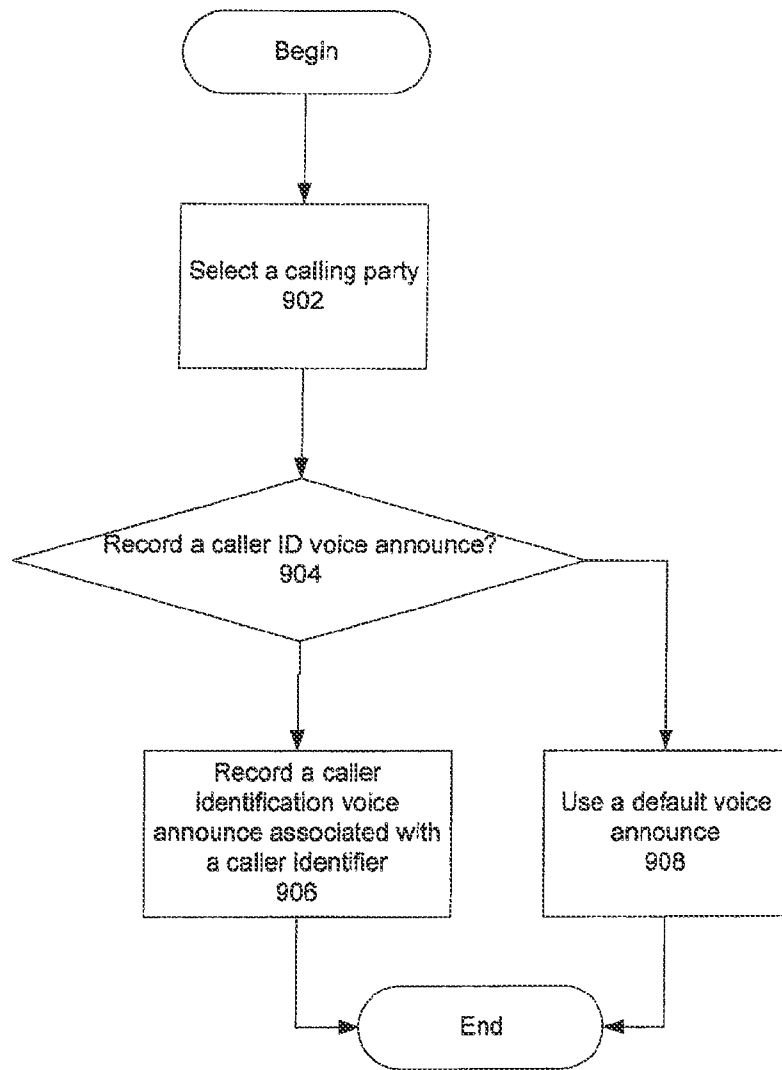 Begin
Select a calling party
902
Record a caller ID voice announce?
904
Record a caller
identification voice
announce associated with
a caller identifier
906
Use a default voice
announce
908
End